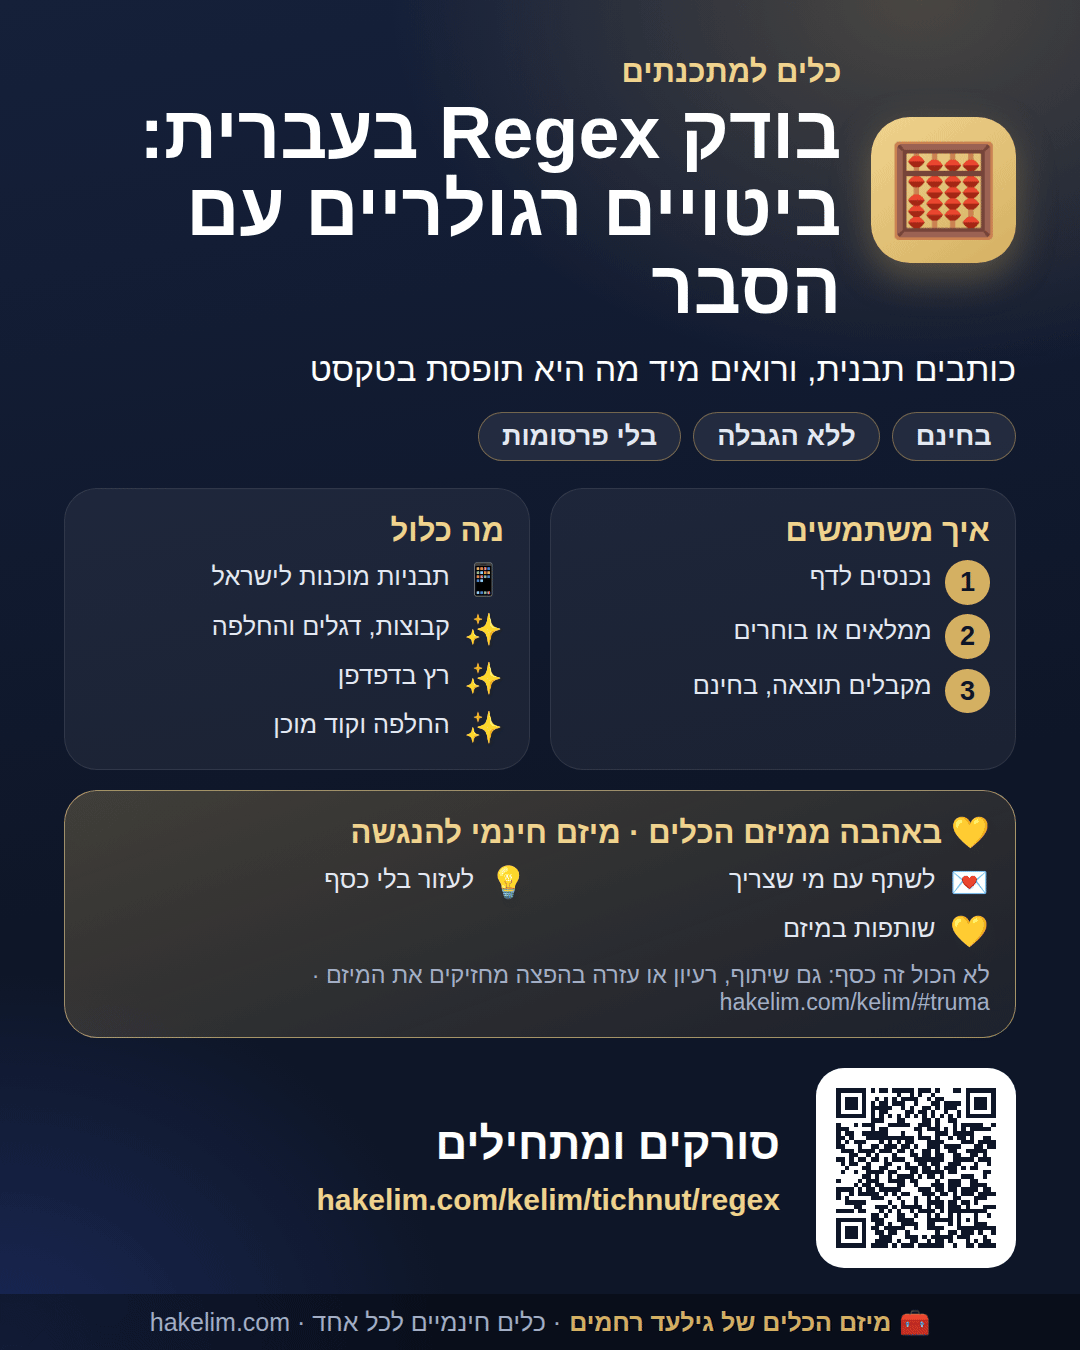 כלים למתכנתים
בודק Regex בעברית:
ביטויים רגולריים עם
הסבר
כותבים תבנית, ורואים מיד מה היא תופסת בטקסט
בחינם
ללא הגבלה
בלי פרסומות
איך משתמשים
1 נכנסים לדף
2 ממלאים או בוחרים
3 מקבלים תוצאה, בחינם
מה כלול
תבניות מוכנות לישראל
קבוצות, דגלים והחלפה
רץ בדפדפן
החלפה וקוד מוכן
באהבה ממיזם הכלים · מיזם חינמי להנגשה
לשתף עם מי שצריך
לעזור בלי כסף
שותפות במיזם
לא הכול זה כסף: גם שיתוף, רעיון או עזרה בהפצה מחזיקים את המיזם ·
hakelim.com/kelim/#truma
סורקים ומתחילים
hakelim.com/kelim/tichnut/regex
מיזם הכלים של גילעד רחמים · כלים חינמיים לכל אחד · hakelim.com